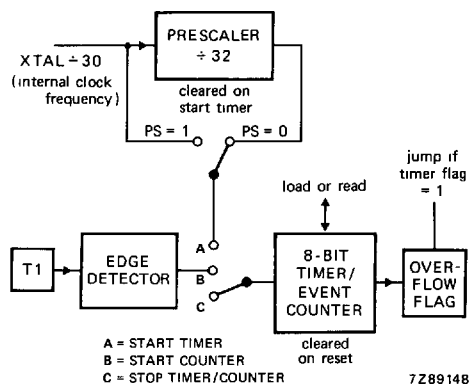 PRESCALER
÷ 32
XTAL ÷ 30
(internal clock
frequency)
cleared on
start timer
PS = 1
PS = 0
jump if
timer flag
= 1
load or read
T1
EDGE
DETECTOR
A
B
C
8-BIT
TIMER/
EVENT
COUNTER
OVER-
FLOW
FLAG
cleared
on reset
A = START TIMER
B = START COUNTER
C = STOP TIMER/COUNTER
7Z89148